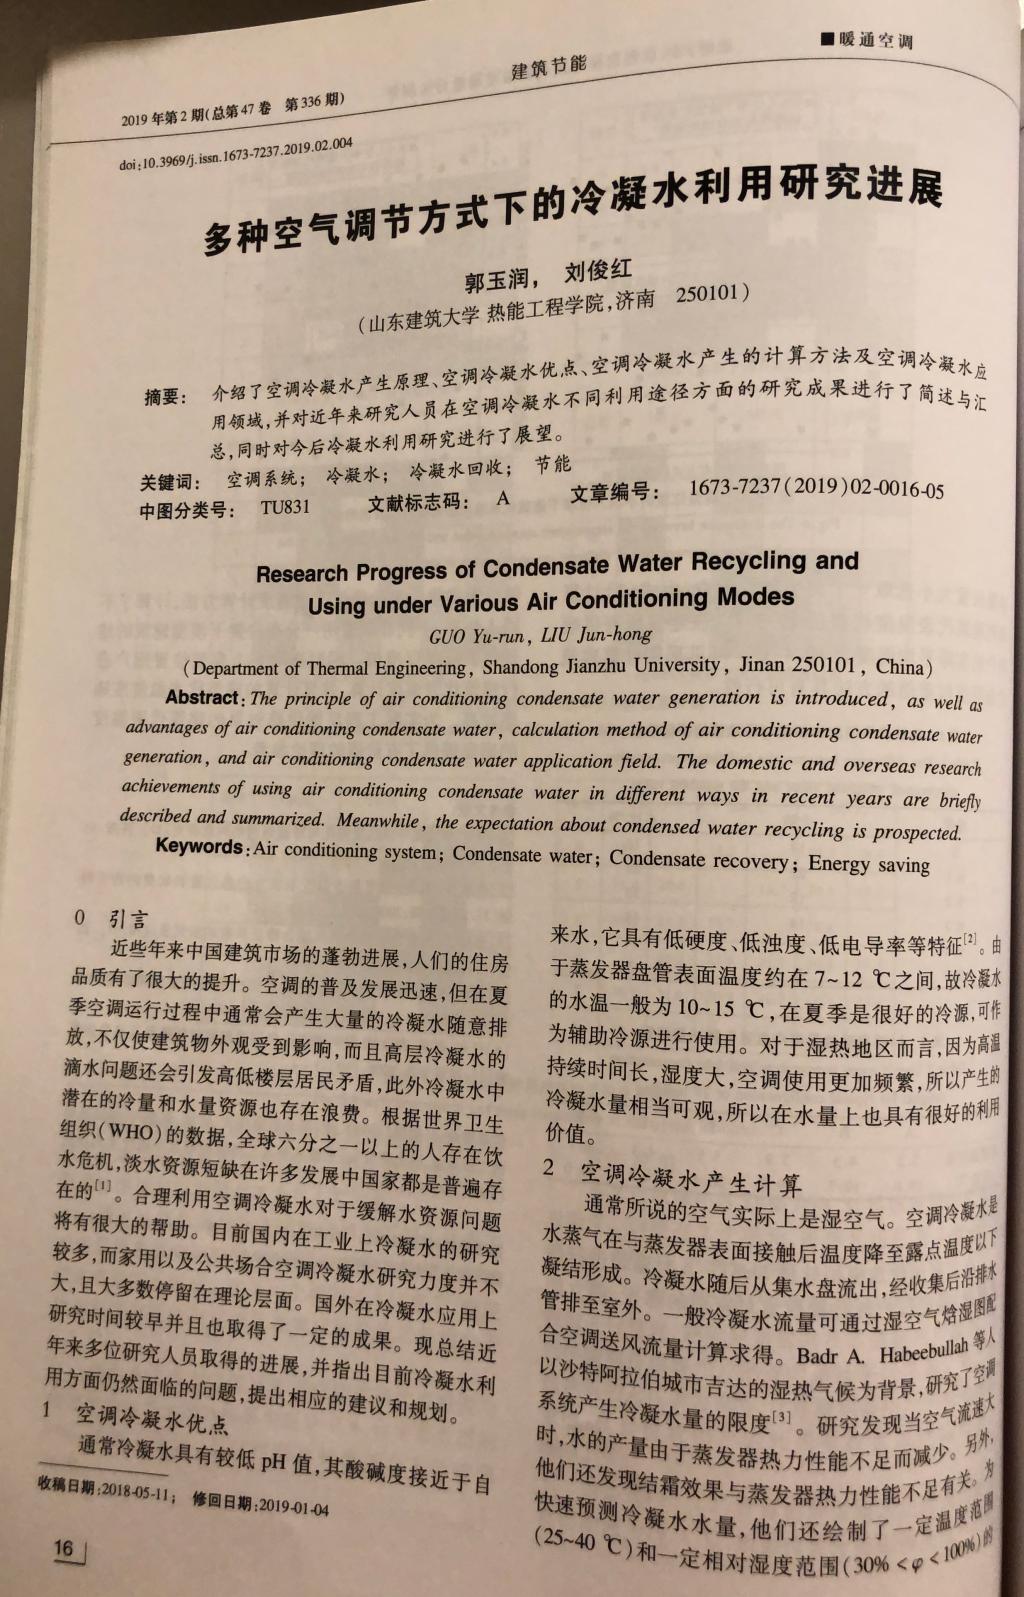 ■暖通空调
建筑节能
2019 年第 2 期(总第 47 卷 第 336 期)
doi:10.3969/j.issn.1673-7237.2019.02.004
多种空气调节方式下的冷凝水利用研究进展
郭玉润， 刘俊红
(山东建筑大学 热能工程学院,济南 250101)
摘要： 介绍了空调冷凝水产生原理、空调冷凝水优点、空调冷凝水产生的计算方法及空调冷凝水应
用领域,并对近年来研究人员在空调冷凝水不同利用途径方面的研究成果进行了简述与汇
总,同时对今后冷凝水利用研究进行了展望。
关键词： 空调系统； 冷凝水； 冷凝水回收； 节能
中图分类号： TU831 文献标志码： A 文章编号： 1673-7237(2019)02-0016-05
Research Progress of Condensate Water Recycling and
Using under Various Air Conditioning Modes
GUO Yu-run, LIU Jun-hong
(Department of Thermal Engineering, Shandong Jianzhu University, Jinan 250101, China)
Abstract: The principle of air conditioning condensate water generation is introduced, as well as
advantages of air conditioning condensate water, calculation method of air conditioning condensate water
generation, and air conditioning condensate water application field. The domestic and overseas research
achievements of using air conditioning condensate water in different ways in recent years are briefly
described and summarized. Meanwhile, the expectation about condensed water recycling is prospected.
Keywords: Air conditioning system; Condensate water; Condensate recovery; Energy saving
0 引言
近些年来中国建筑市场的蓬勃进展,人们的住房
品质有了很大的提升。空调的普及发展迅速,但在夏
季空调运行过程中通常会产生大量的冷凝水随意排
放,不仅使建筑物外观受到影响,而且高层冷凝水的
滴水问题还会引发高低楼层居民矛盾,此外冷凝水中
潜在的冷量和水量资源也存在浪费。根据世界卫生
组织(WHO)的数据,全球六分之一以上的人存在饮
水危机,淡水资源短缺在许多发展中国家都是普遍存
在的[1]。合理利用空调冷凝水对于缓解水资源问题
将有很大的帮助。目前国内在工业上冷凝水的研究
较多,而家用以及公共场合空调冷凝水研究力度并不
大,且大多数停留在理论层面。国外在冷凝水应用上
研究时间较早并且也取得了一定的成果。现总结近
年来多位研究人员取得的进展,并指出目前冷凝水利
用方面仍然面临的问题,提出相应的建议和规划。
1 空调冷凝水优点
通常冷凝水具有较低 pH 值,其酸碱度接近于自
收稿日期:2018-05-11； 修回日期:2019-01-04
16
来水,它具有低硬度、低浊度、低电导率等特征[2]。由
于蒸发器盘管表面温度约在 7~12 ℃之间,故冷凝水
的水温一般为 10~15 ℃,在夏季是很好的冷源,可作
为辅助冷源进行使用。对于湿热地区而言,因为高温
持续时间长,湿度大,空调使用更加频繁,所以产生的
冷凝水量相当可观,所以在水量上也具有很好的利用
价值。
2 空调冷凝水产生计算
通常所说的空气实际上是湿空气。空调冷凝水是
水蒸气在与蒸发器表面接触后温度降至露点温度以下
凝结形成。冷凝水随后从集水盘流出,经收集后沿排水
管排至室外。一般冷凝水流量可通过湿空气焓湿图配
合空调送风流量计算求得。Badr A. Habeebullah 等人
以沙特阿拉伯城市吉达的湿热气候为背景,研究了空调
系统产生冷凝水量的限度[3]。研究发现当空气流速大
时,水的产量由于蒸发器热力性能不足而减少。另外,
他们还发现结霜效果与蒸发器热力性能不足有关。为
快速预测冷凝水水量,他们还绘制了一定温度范围
(25~40 ℃)和一定相对湿度范围(30%<φ<100%)的